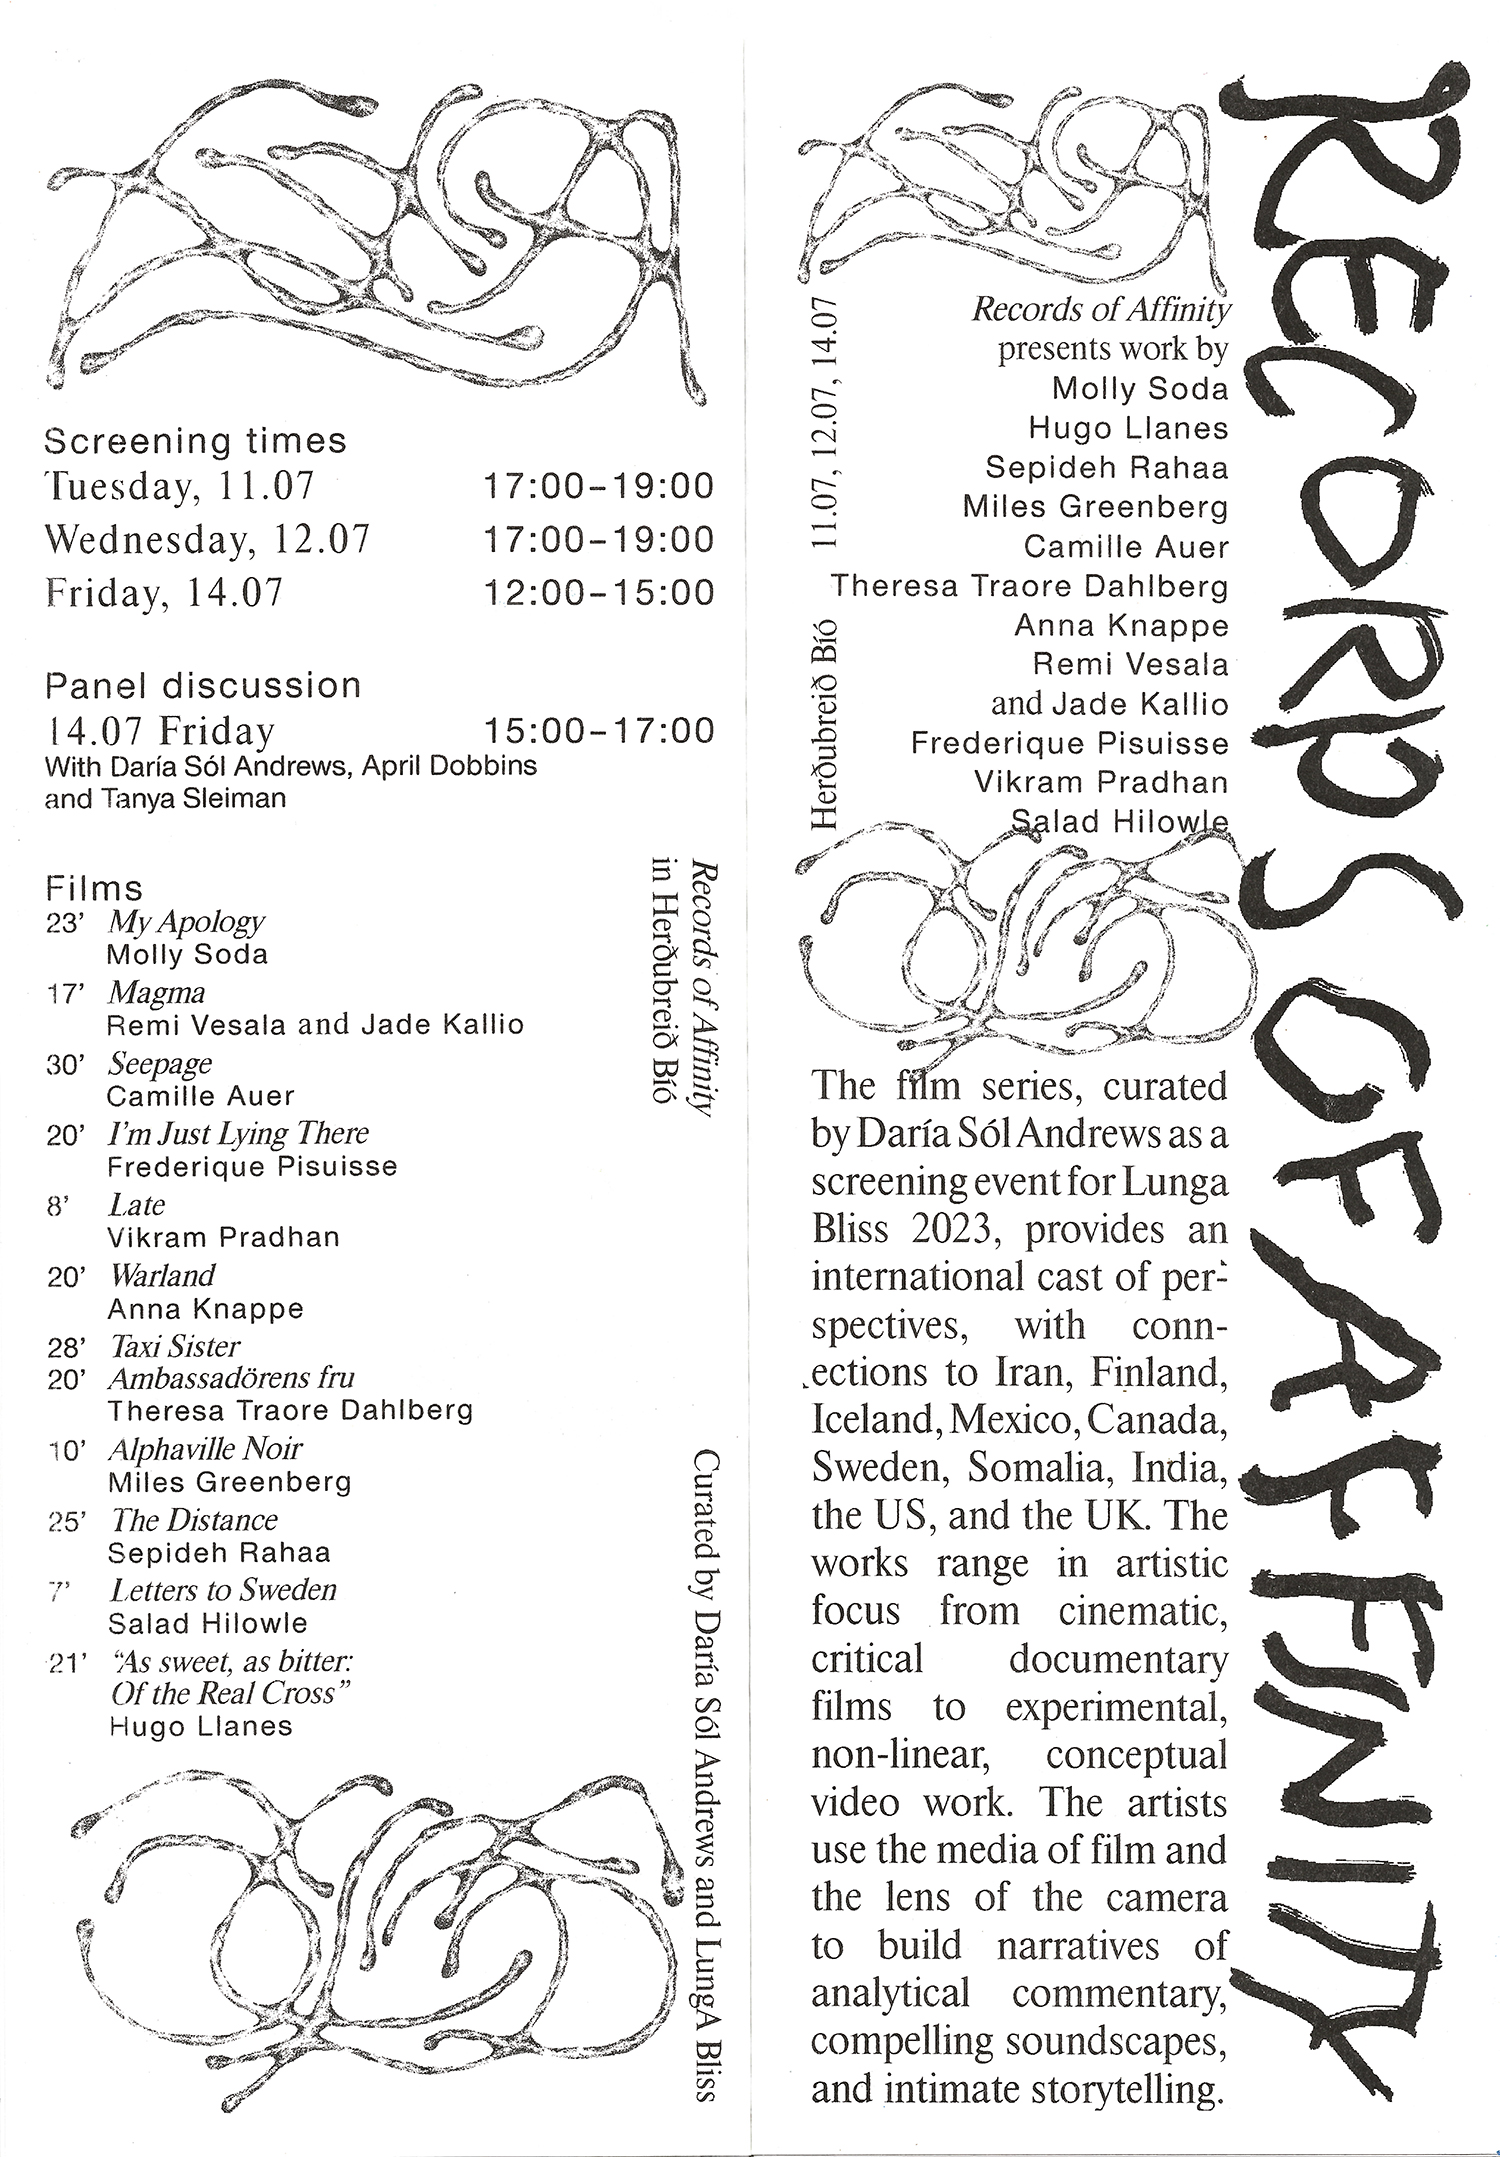 Screening times
Tuesday, 11.07 17:00–19:00
Wednesday, 12.07 17:00–19:00
Friday, 14.07 12:00–15:00
Panel discussion
14.07 Friday 15:00–17:00
With Daría Sól Andrews, April Dobbins
and Tanya Sleiman
Films
23’ My Apology
Molly Soda
17’ Magma
Remi Vesala and Jade Kallio
30’ Seepage
Camille Auer
20’ I’m Just Lying There
Frederique Pisuisse
8’ Late
Vikram Pradhan
20’ Warland
Anna Knappe
28’ Taxi Sister
20’ Ambassadörens fru
Theresa Traore Dahlberg
10’ Alphaville Noir
Miles Greenberg
25’ The Distance
Sepideh Rahaa
7’ Letters to Sweden
Salad Hilowle
21’ “As sweet, as bitter:
Of the Real Cross”
Hugo Llanes
Records of Affinity
in Herðubreið Bíó
Curated by Daría Sól Andrews and LungA Bliss
Herðubreið Bíó 11.07, 12.07, 14.07
Records of Affinity
presents work by
Molly Soda
Hugo Llanes
Sepideh Rahaa
Miles Greenberg
Camille Auer
Theresa Traore Dahlberg
Anna Knappe
Remi Vesala
and Jade Kallio
Frederique Pisuisse
Vikram Pradhan
Salad Hilowle
The film series, curated
by Daría Sól Andrews as a
screening event for Lunga
Bliss 2023, provides an
international cast of per-
spectives, with conn-
ections to Iran, Finland,
Iceland, Mexico, Canada,
Sweden, Somalia, India,
the US, and the UK. The
works range in artistic
focus from cinematic,
critical documentary
films to experimental,
non-linear, conceptual
video work. The artists
use the media of film and
the lens of the camera
to build narratives of
analytical commentary,
compelling soundscapes,
and intimate storytelling.
RECORDS OF AFFINITY